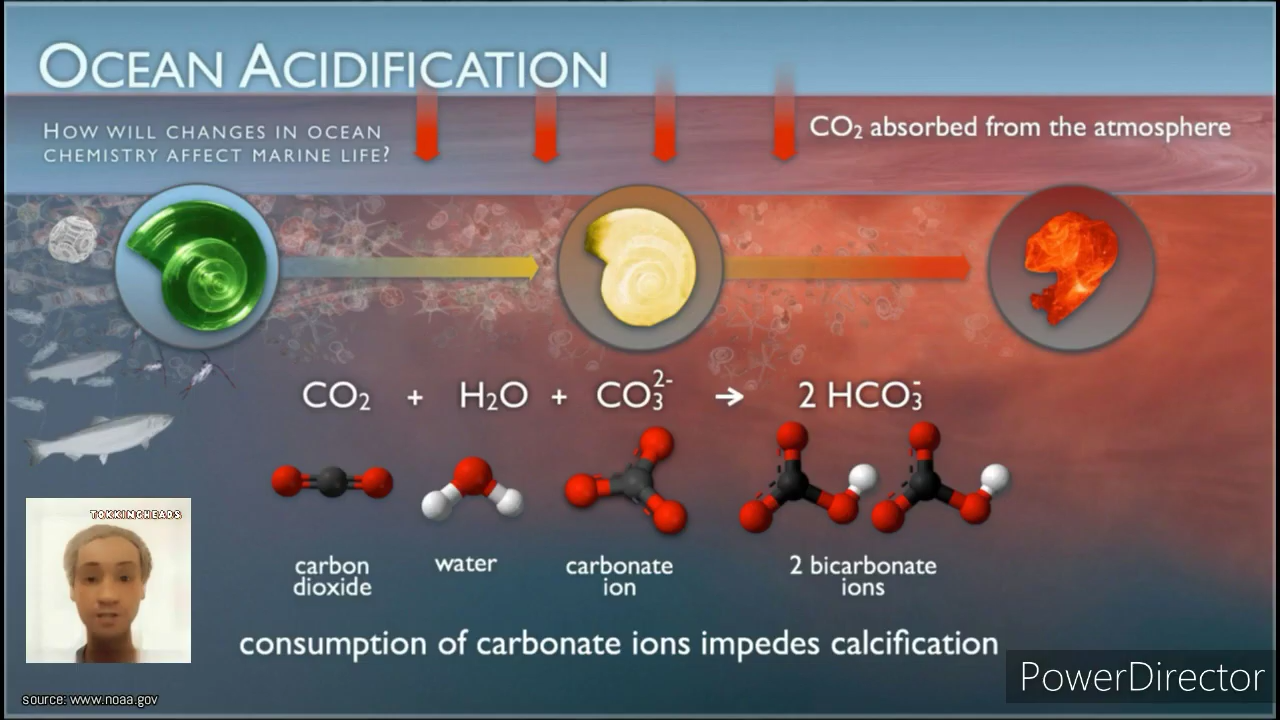 OCEAN ACIDIFICATION
HOW WILL CHANGES IN OCEAN
CHEMISTRY AFFECT MARINE LIFE?
CO₂ absorbed from the atmosphere
CO₂ + H₂O + CO₃²⁻ → 2 HCO₃⁻
carbon
dioxide
water
carbonate
ion
2 bicarbonate
ions
consumption of carbonate ions impedes calcification
TOKKINGHEADS
source: www.noaa.gov
PowerDirector